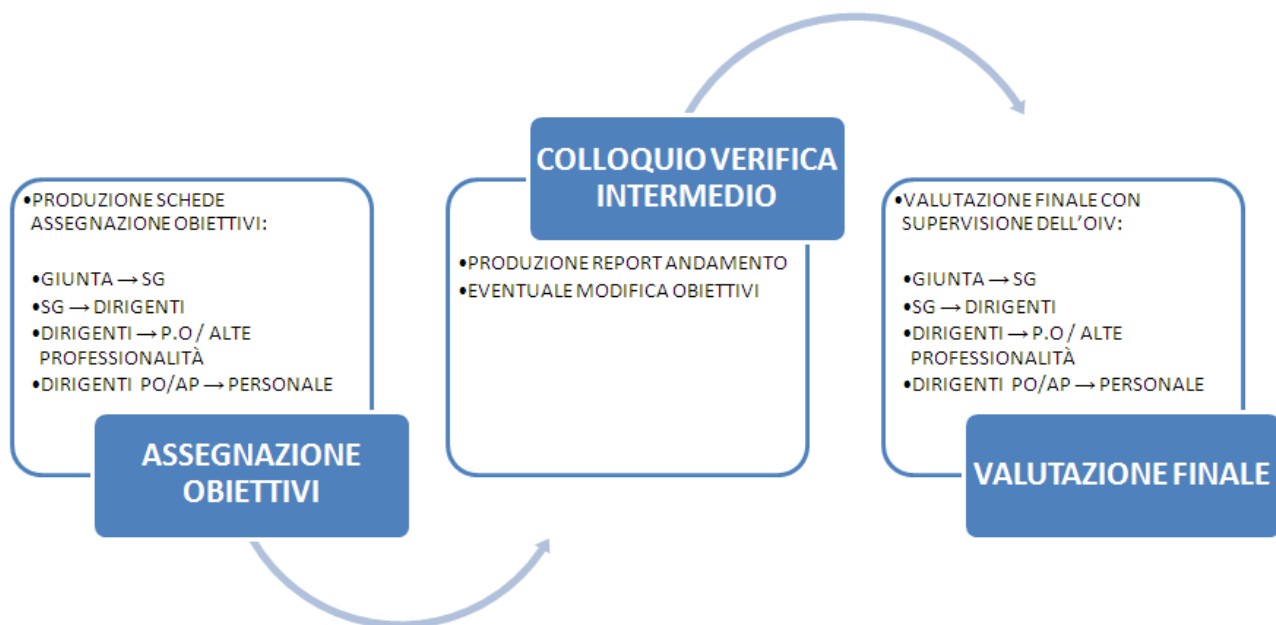 •PRODUZIONE SCHEDE
ASSEGNAZIONE OBIETTIVI:
•GIUNTA → SG
•SG → DIRIGENTI
•DIRIGENTI → P.O / ALTE
PROFESSIONALITÀ
•DIRIGENTI PO/AP → PERSONALE
ASSEGNAZIONE
OBIETTIVI
COLLOQUIO VERIFICA
INTERMEDIO
•PRODUZIONE REPORT ANDAMENTO
•EVENTUALE MODIFICA OBIETTIVI
•VALUTAZIONE FINALE CON
SUPERVISIONE DELL'OIV:
•GIUNTA → SG
•SG → DIRIGENTI
•DIRIGENTI → P.O / ALTE
PROFESSIONALITÀ
•DIRIGENTI PO/AP → PERSONALE
VALUTAZIONE FINALE